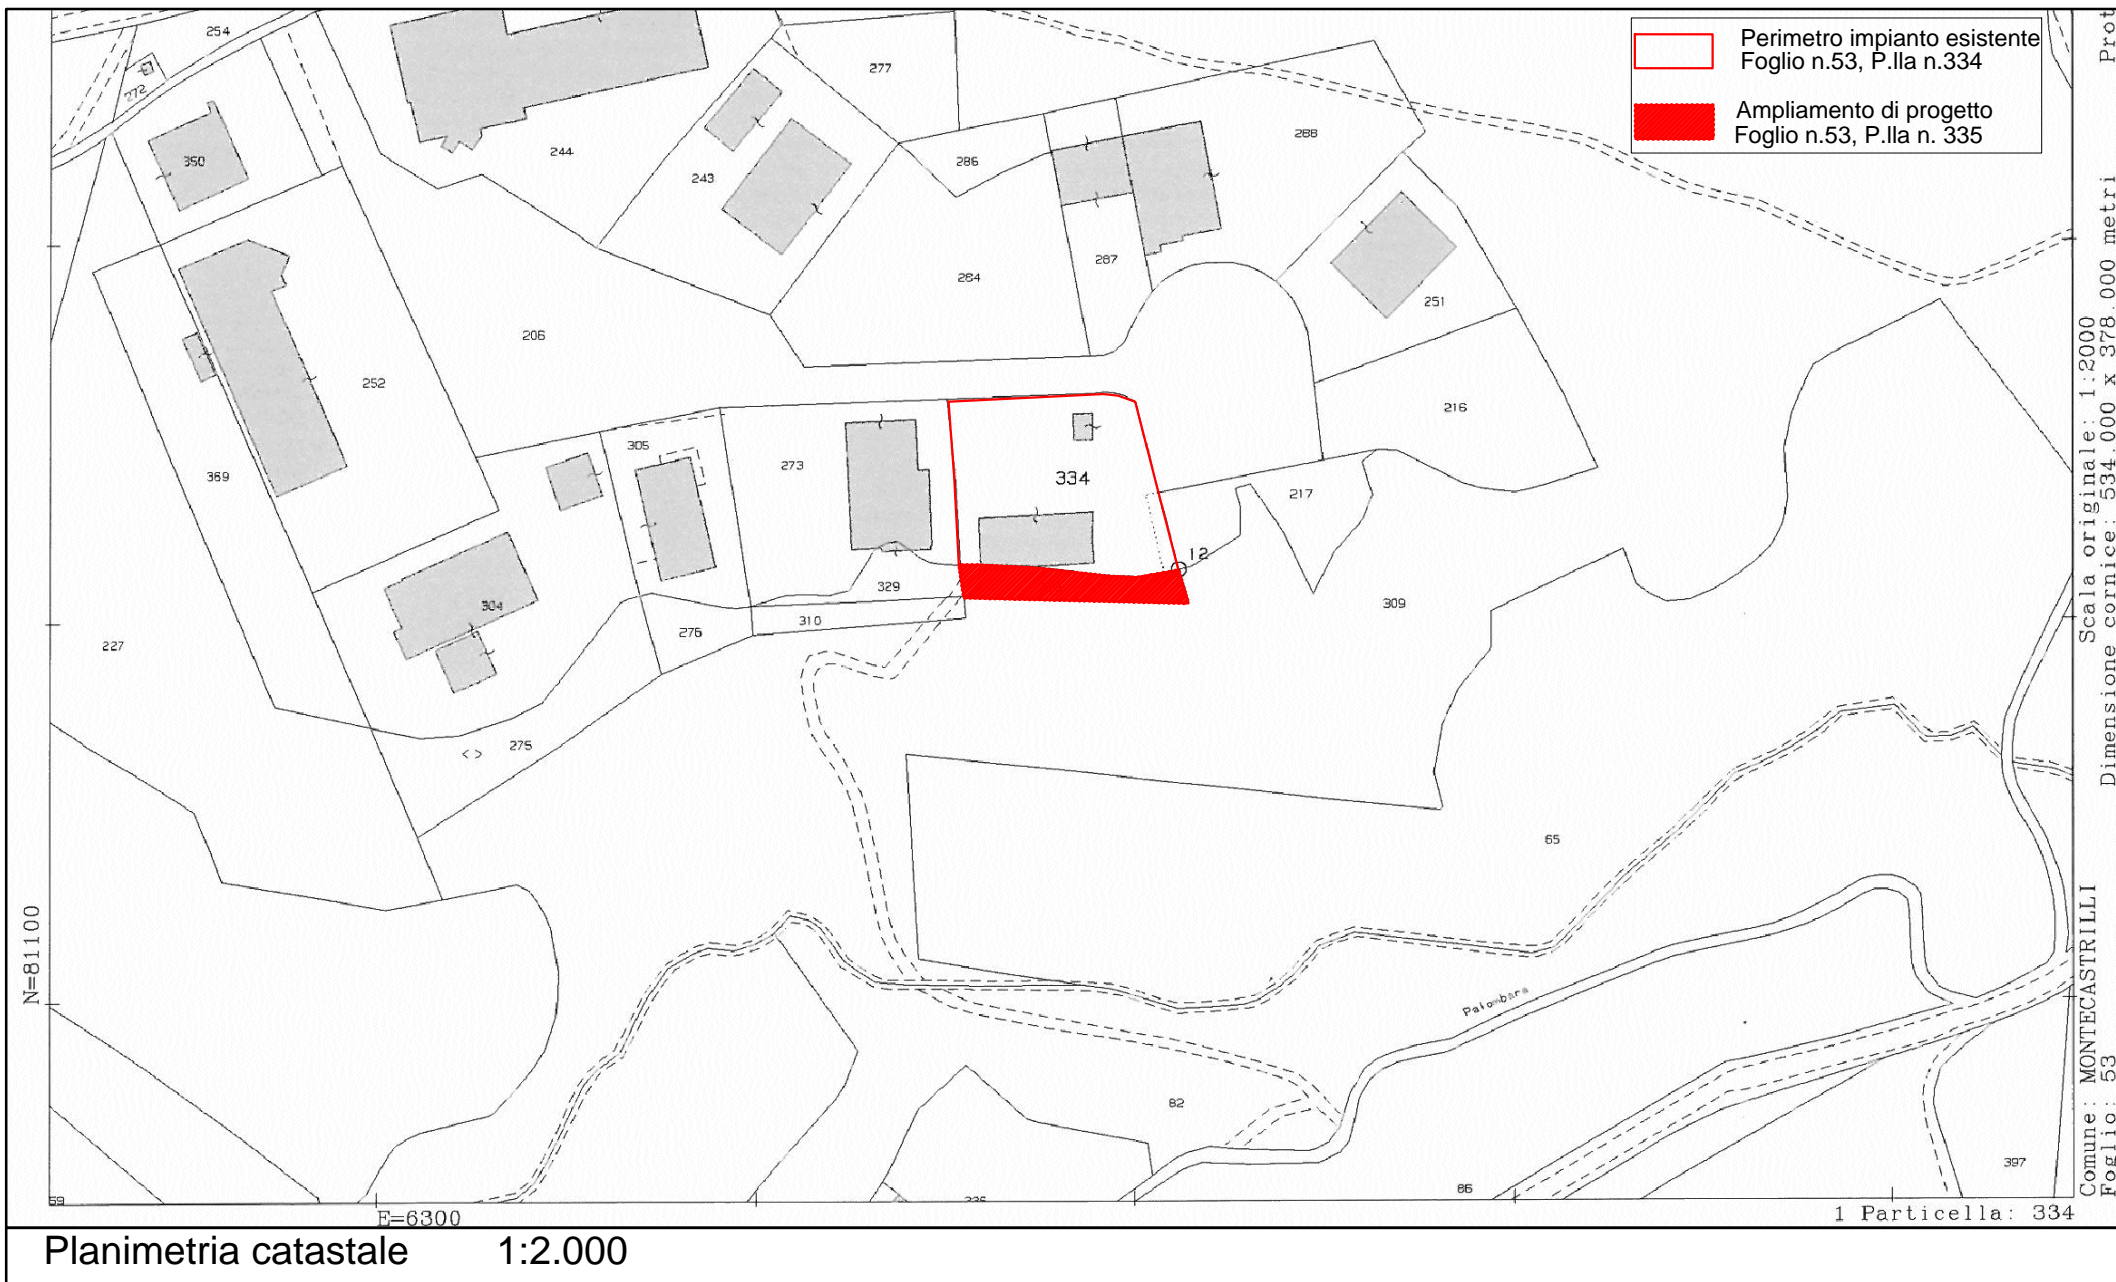 Perimetro impianto esistente
Foglio n.53, P.lla n.334
Ampliamento di progetto
Foglio n.53, P.lla n. 335
254
272
350
244
277
243
286
288
284
287
251
206
252
216
369
305
273
334
217
12
329
304
309
276
310
227
275
65
Palombara
82
86
397
59
N=81100
E=6300
1 Particella: 334
Prot
Scala originale: 1:2000
Dimensione cornice: 534.000 x 378.000 metri
Comune: MONTECASTRILLI
Foglio: 53
Planimetria catastale 1:2.000